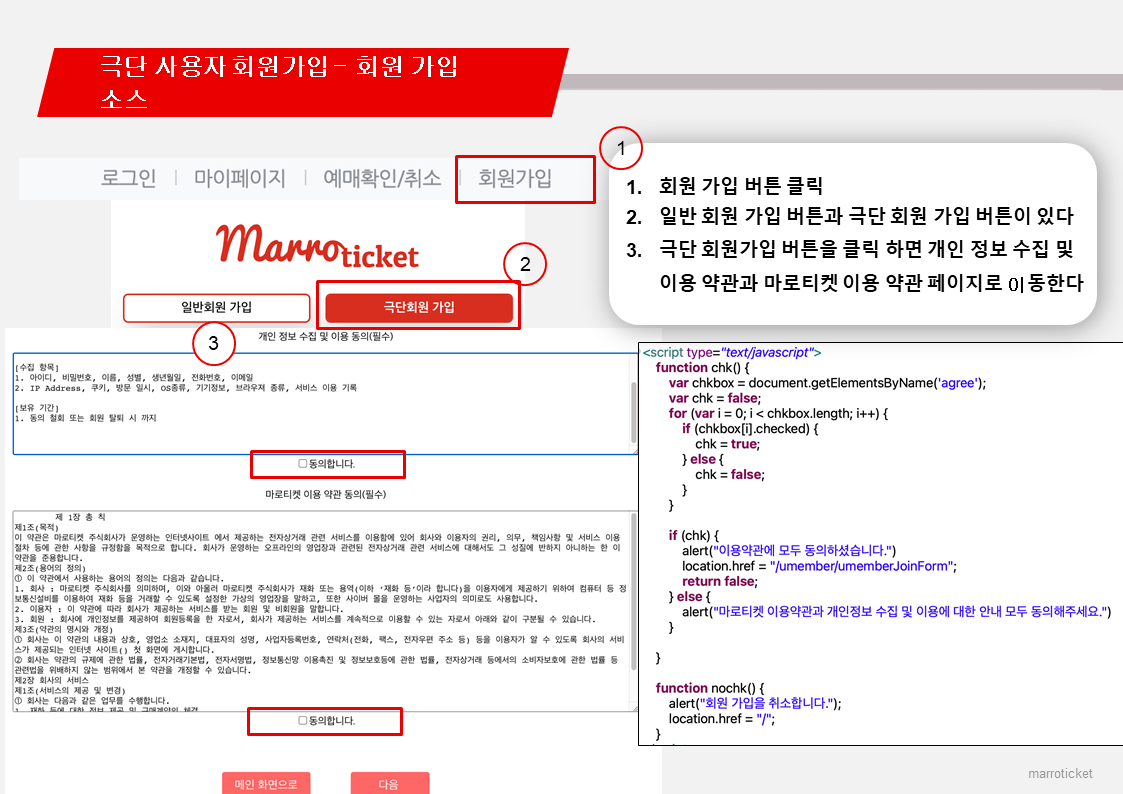 극단 사용자 회원가입 – 회원 가입
소스
로그인 | 마이페이지 | 예매확인/취소 | 회원가입
1
1. 회원 가입 버튼 클릭
2. 일반 회원 가입 버튼과 극단 회원 가입 버튼이 있다
3. 극단 회원가입 버튼을 클릭 하면 개인 정보 수집 및
이용 약관과 마로티켓 이용 약관 페이지로 이동한다
Marroticket
2
일반회원 가입
극단회원 가입
3
개인 정보 수집 및 이용 동의(필수)
[수집 항목]
1. 아이디, 비밀번호, 이름, 성별, 생년월일, 전화번호, 이메일
2. IP Address, 쿠키, 방문 일시, OS종류, 기기정보, 브라우져 종류, 서비스 이용 기록
[보유 기간]
1. 동의 철회 또는 회원 탈퇴 시 까지
동의합니다.
마로티켓 이용 약관 동의(필수)
제 1장 총 칙
제1조(목적)
이 약관은 마로티켓 주식회사가 운영하는 인터넷사이트 에서 제공하는 전자상거래 관련 서비스를 이용함에 있어 회사와 이용자의 권리, 의무, 책임사항 및 서비스 이용
절차 등에 관한 사항을 규정함을 목적으로 합니다. 회사가 운영하는 오프라인의 영업장과 관련된 전자상거래 관련 서비스에 대해서도 그 성질에 반하지 아니하는 한 이
약관을 준용합니다.
제2조(용어의 정의)
① 이 약관에서 사용하는 용어의 정의는 다음과 같습니다.
1. 회사 : 마로티켓 주식회사를 의미하며, 이와 아울러 마로티켓 주식회사가 재화 또는 용역(이하 '재화 등'이라 합니다)을 이용자에게 제공하기 위하여 컴퓨터 등 정
보통신설비를 이용하여 재화 등을 거래할 수 있도록 설정한 가상의 영업장을 말하고, 또한 사이버 몰을 운영하는 사업자의 의미로도 사용합니다.
2. 이용자 : 이 약관에 따라 회사가 제공하는 서비스를 받는 회원 및 비회원을 말합니다.
3. 회원 : 회사에 개인정보를 제공하여 회원등록을 한 자로서, 회사가 제공하는 서비스를 계속적으로 이용할 수 있는 자로서 아래와 같이 구분될 수 있습니다.
제3조(약관의 명시와 개정)
① 회사는 이 약관의 내용과 상호, 영업소 소재지, 대표자의 성명, 사업자등록번호, 연락처(전화, 팩스, 전자우편 주소 등) 등을 이용자가 알 수 있도록 회사의 서비
스가 제공되는 인터넷 사이트() 첫 화면에 게시합니다.
② 회사는 약관의 규제에 관한 법률, 전자거래기본법, 전자서명법, 정보통신망 이용촉진 및 정보보호등에 관한 법률, 전자상거래 등에서의 소비자보호에 관한 법률 등
관련법을 위배하지 않는 범위에서 본 약관을 개정할 수 있습니다.
제2장 회사의 서비스
제1조(서비스의 제공 및 변경)
① 회사는 다음과 같은 업무를 수행합니다.
1. 재화 등에 대한 정보 제공 및 구매계약의 체결
동의합니다.
메인 화면으로
다음
<script type="text/javascript">
function chk() {
var chkbox = document.getElementsByName('agree');
var chk = false;
for (var i = 0; i < chkbox.length; i++) {
if (chkbox[i].checked) {
chk = true;
} else {
chk = false;
}
}
if (chk) {
alert("이용약관에 모두 동의하셨습니다.")
location.href = "/umember/umemberJoinForm";
return false;
} else {
alert("마로티켓 이용약관과 개인정보 수집 및 이용에 대한 안내 모두 동의해주세요.")
}
}
function nochk() {
alert("회원 가입을 취소합니다.");
location.href = "/";
}
marroticket